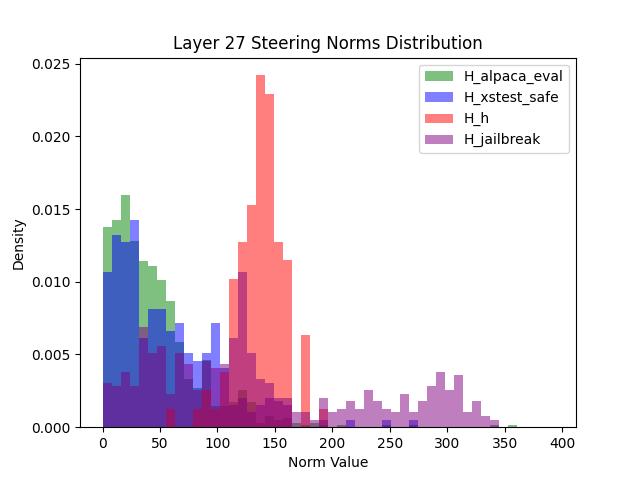 Layer 27 Steering Norms Distribution
H_alpaca_eval
H_xstest_safe
H_h
H_jailbreak
0.025
0.020
0.015
0.010
0.005
0.000
Density
0 50 100 150 200 250 300 350 400
Norm Value